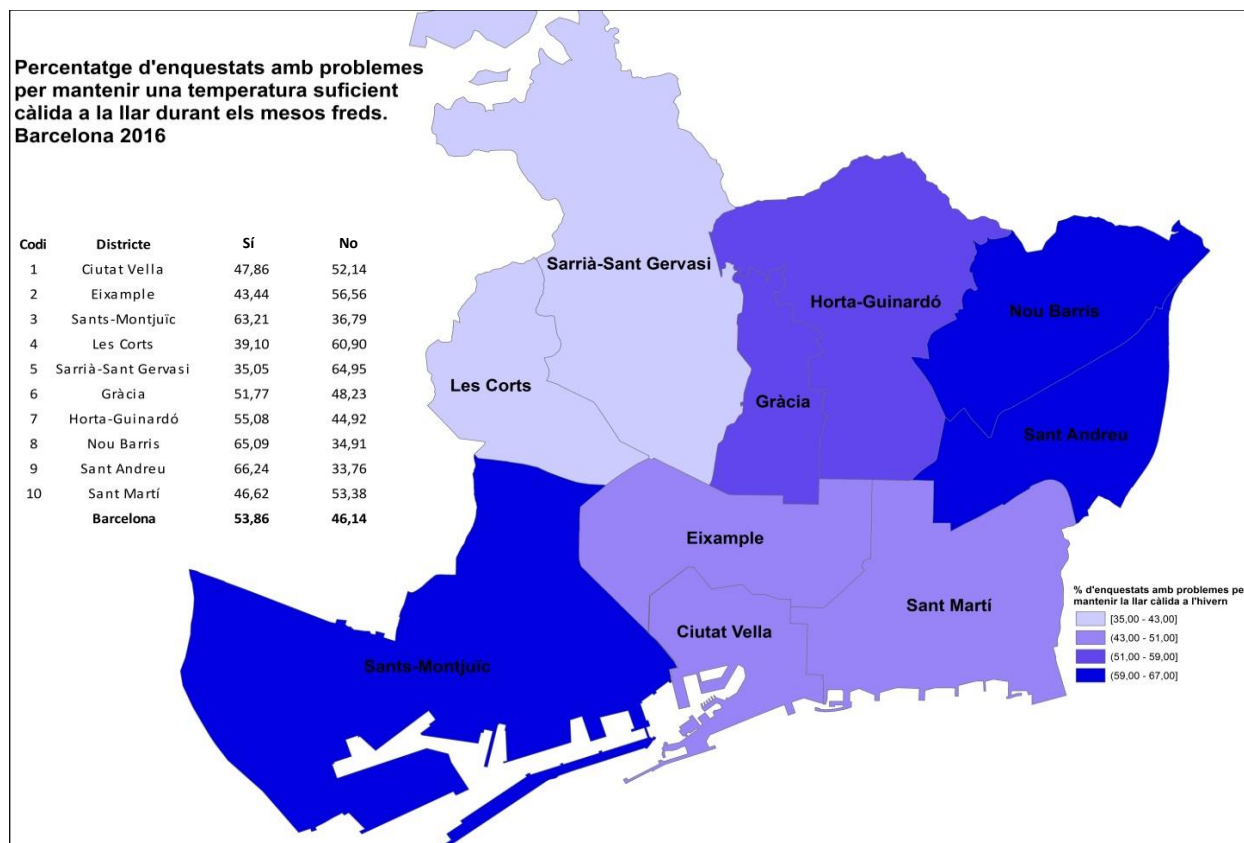 Percentatge d'enquestats amb problemes
per mantenir una temperatura suficient
càlida a la llar durant els mesos freds.
Barcelona 2016
Codi Districte Sí No
1 Ciutat Vella 47,86 52,14
2 Eixample 43,44 56,56
3 Sants-Montjuïc 63,21 36,79
4 Les Corts 39,10 60,90
5 Sarrià-Sant Gervasi 35,05 64,95
6 Gràcia 51,77 48,23
7 Horta-Guinardó 55,08 44,92
8 Nou Barris 65,09 34,91
9 Sant Andreu 66,24 33,76
10 Sant Martí 46,62 53,38
Barcelona 53,86 46,14
Sarrià-Sant Gervasi
Horta-Guinardó
Nou Barris
Les Corts
Gràcia
Sant Andreu
Eixample
Sant Martí
Ciutat Vella
Sants-Montjuïc
% d'enquestats amb problemes pe
mantenir la llar càlida a l'hivern
[35,00 - 43,00]
(43,00 - 51,00]
(51,00 - 59,00]
(59,00 - 67,00]